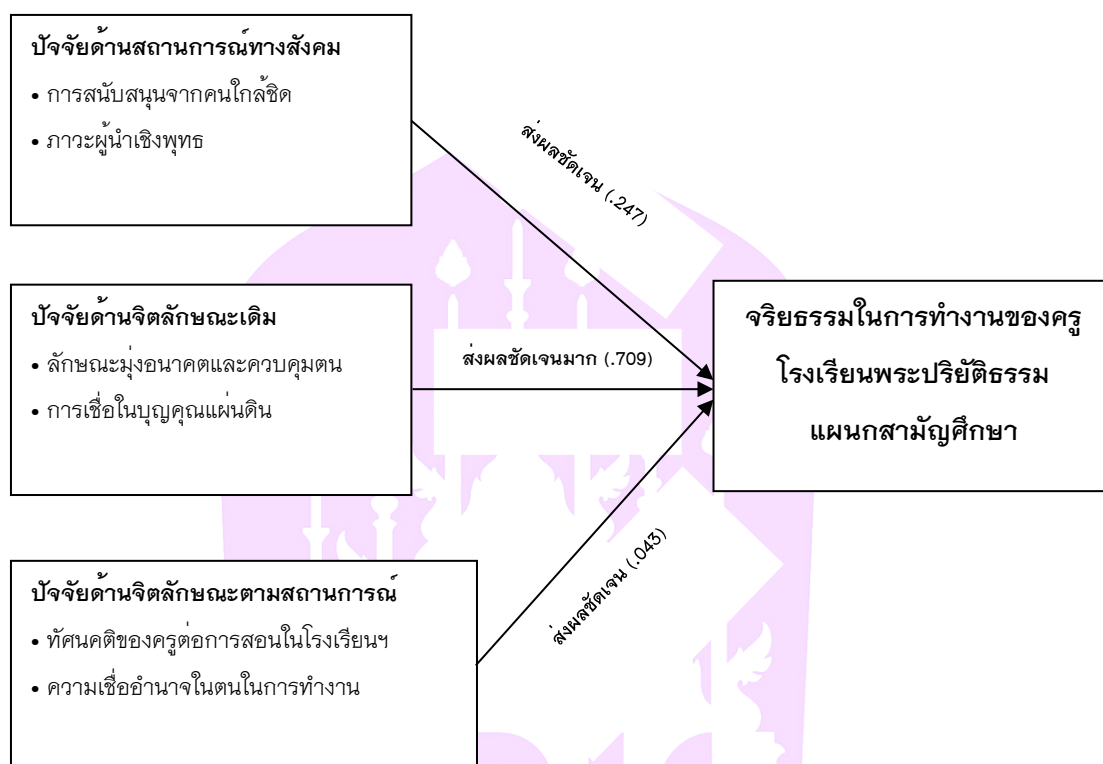 ปัจจัยด้านสถานการณ์ทางสังคม
• การสนับสนุนจากคนใกล้ชิด
• ภาวะผู้นำเชิงพุทธ
ส่งผลชัดเจน (.247)
ปัจจัยด้านจิตลักษณะเดิม
• ลักษณะมุ่งอนาคตและควบคุมตน
• การเชื่อในบุญคุณแผ่นดิน
ส่งผลชัดเจนมาก (.709)
จริยธรรมในการทำงานของครู
โรงเรียนพระปริยัติธรรม
แผนกสามัญศึกษา
ปัจจัยด้านจิตลักษณะตามสถานการณ์
• ทัศนคติของครูต่อการสอนในโรงเรียนฯ
• ความเชื่ออำนาจในตนในการทำงาน
ส่งผลชัดเจน (.043)